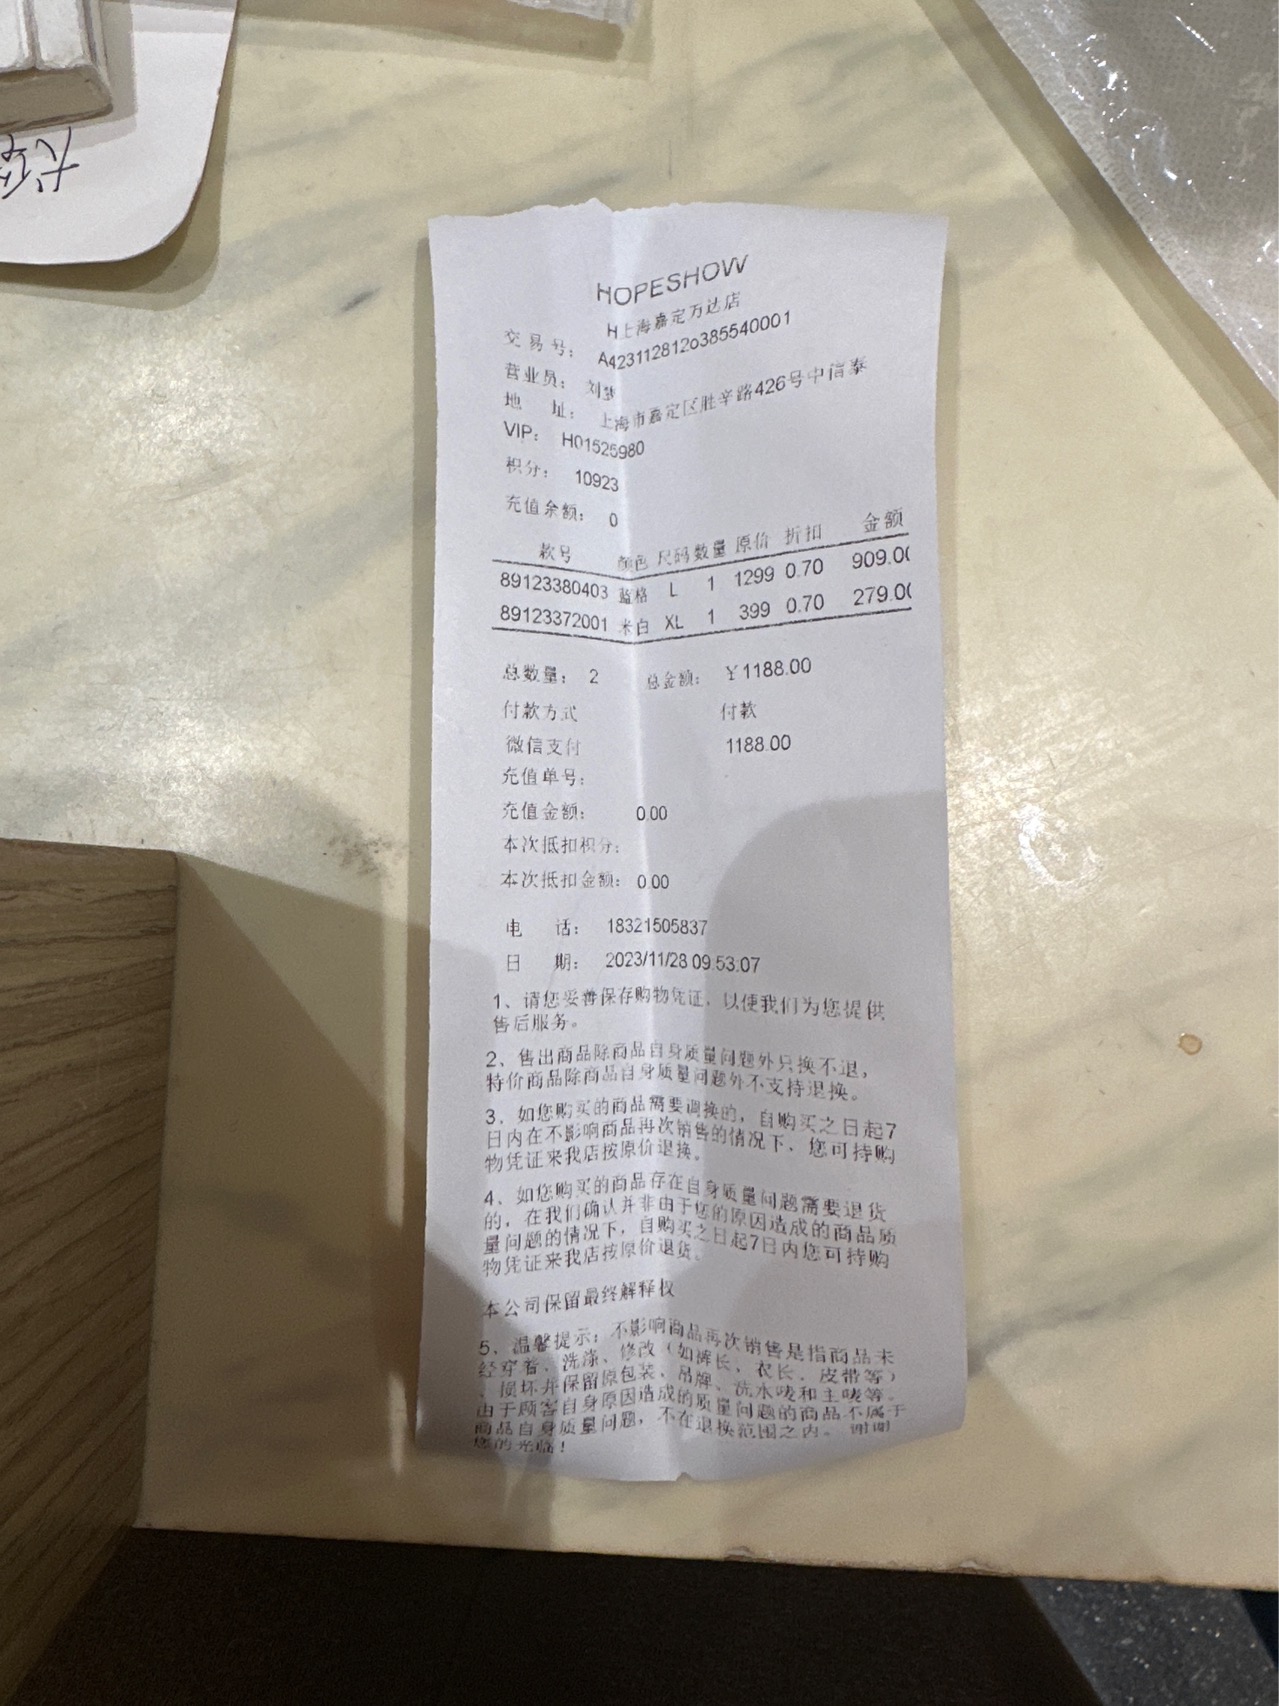 HOPESHOW
H上海嘉定万达店
交易号: A42311281203855​40001
营业员: 刘梦
地 址: 上海市嘉定区胜辛路426号中信泰
VIP: H01525980
积分: 10923
充值余额: 0
款号 颜色 尺码 数量 原价 折扣 金额
89123380403 蓝格 L 1 1299 0.70 909.00
89123372001 米白 XL 1 399 0.70 279.00
总数量: 2 总金额: ¥1188.00
付款方式 付款
微信支付 1188.00
充值单号:
充值金额: 0.00
本次抵扣积分:
本次抵扣金额: 0.00
电 话: 18321505837
日 期: 2023/11/28 09:53:07
1、请您妥善保存购物凭证，以便我们为您提供
售后服务。
2、售出商品除商品自身质量问题外只换不退，
特价商品除商品自身质量问题外不支持退换。
3、如您购买的商品需要调换的，自购买之日起7
日内在不影响商品再次销售的情况下，您可持购
物凭证来我店按原价退换。
4、如您购买的商品存在自身质量问题需要退货
的，在我们确认并非由于您的原因造成的商品质
量问题的情况下，自购买之日起7日内您可持购
物凭证来我店按原价退货。
本公司保留最终解释权
5、温馨提示：不影响商品再次销售是指商品未
经穿着、洗涤、修改（如裤长、衣长、皮带等）
、损坏并保留原包装、吊牌、洗水唛和主唛等。
由于顾客自身原因造成的质量问题的商品不属于
商品自身质量问题，不在退换范围之内。谢谢
您的光临！